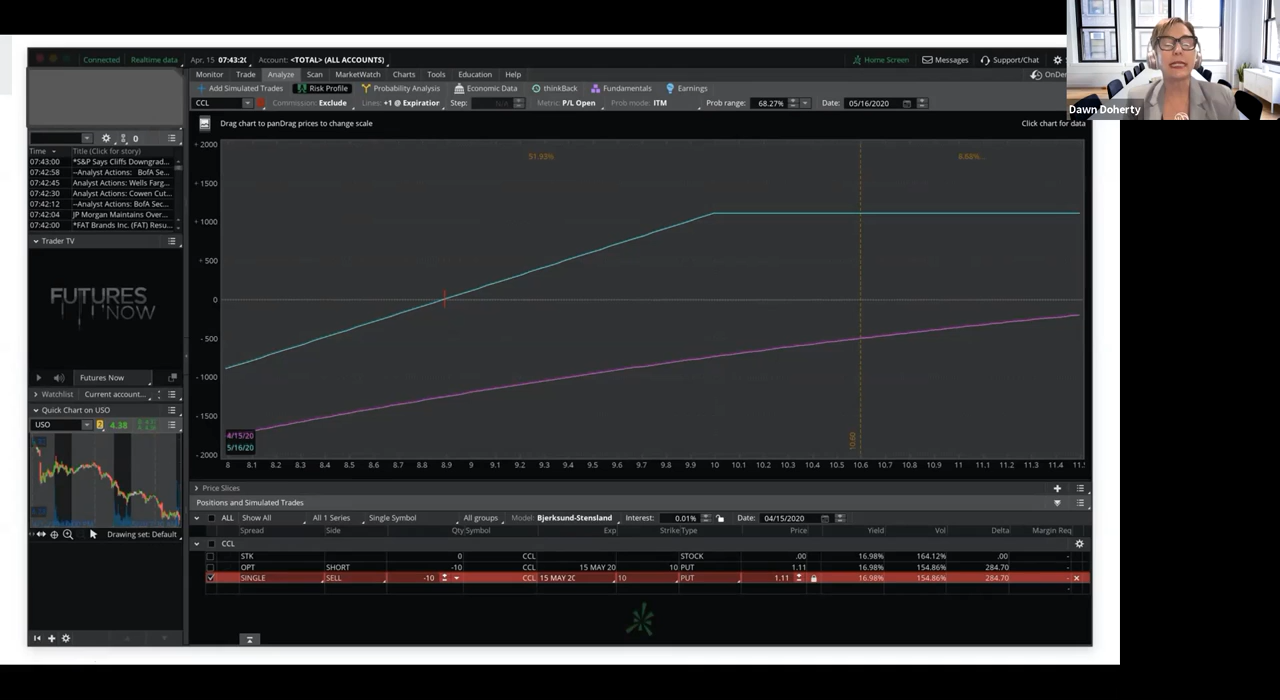 Connected Realtime data Apr. 15 07:43:20 Account: <TOTAL> (ALL ACCOUNTS) Home Screen Messages Support/Chat
Monitor Trade Analyze Scan MarketWatch Charts Tools Education Help OnDer
Add Simulated Trades Risk Profile Probability Analysis Economic Data thinkBack Fundamentals Earnings
CCL Commission: Exclude Lines: +1 @ Expiration Step: Metric: P/L Open Prob mode: ITM Prob range: 68.27% Date: 05/16/2020
Dawn Doherty
Drag chart to panDrag prices to change scale Click chart for data
0
Time Title (Click for story)
07:43:00 *S&P Says Cliffs Downgrad...
07:42:58 --Analyst Actions: BofA Se...
07:42:45 Analyst Actions: Wells Farg...
07:42:30 Analyst Actions: Cowen Cut...
07:42:12 --Analyst Actions: BofA Sec...
07:42:04 JP Morgan Maintains Over...
07:42:00 *FAT Brands Inc. (FAT) Resu...
Trader TV
FUTURES
NOW
Futures Now
Watchlist Current account...
Quick Chart on USO
USO 2 4.38
Drawing set: Default
51.93% 8.68%...
+ 2000
+ 1500
+ 1000
+ 500
0
- 500
- 1000
- 1500
- 2000
10.60
4/15/20
5/16/20
8 8.1 8.2 8.3 8.4 8.5 8.6 8.7 8.8 8.9 9 9.1 9.2 9.3 9.4 9.5 9.6 9.7 9.8 9.9 10 10.1 10.2 10.3 10.4 10.5 10.6 10.7 10.8 10.9 11 11.1 11.2 11.3 11.4 11.5
Price Slices
Positions and Simulated Trades
ALL Show All All 1 Series Single Symbol All groups Model: Bjerksund-Stensland Interest: 0.01% Date: 04/15/2020
Spread Side Qty Symbol Exp Strike Type Price Yield Vol Delta Margin Req
CCL
STK 0 CCL STOCK .00 16.98% 164.12% .00 -
OPT SHORT -10 CCL 15 MAY 20 10 PUT 1.11 16.98% 154.86% 284.70 -
SINGLE SELL -10 CCL 15 MAY 20 10 PUT 1.11 16.98% 154.86% 284.70 -